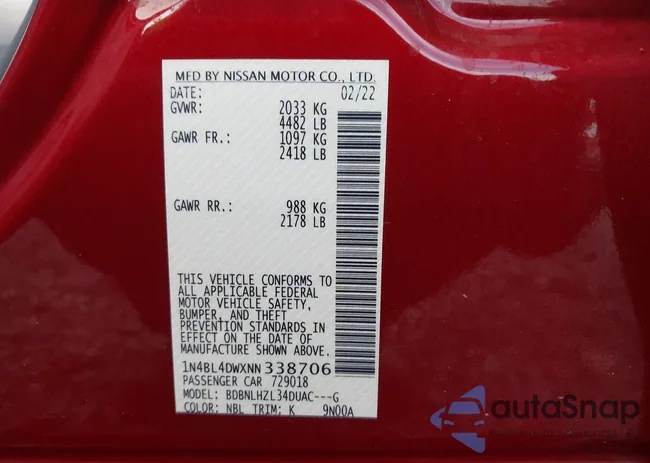 MFD BY NISSAN MOTOR CO., LTD.
DATE: 02/22
GVWR: 2033 KG
4482 LB
GAWR FR.: 1097 KG
2418 LB
GAWR RR.: 988 KG
2178 LB
THIS VEHICLE CONFORMS TO
ALL APPLICABLE FEDERAL
MOTOR VEHICLE SAFETY,
BUMPER, AND THEFT
PREVENTION STANDARDS IN
EFFECT ON THE DATE OF
MANUFACTURE SHOWN ABOVE.
1N4BL4DWXNN338706
PASSENGER CAR 729018
MODEL: BDBNLHZL34DUAC---G
COLOR: NBL TRIM: K 9N00A
autoSnap